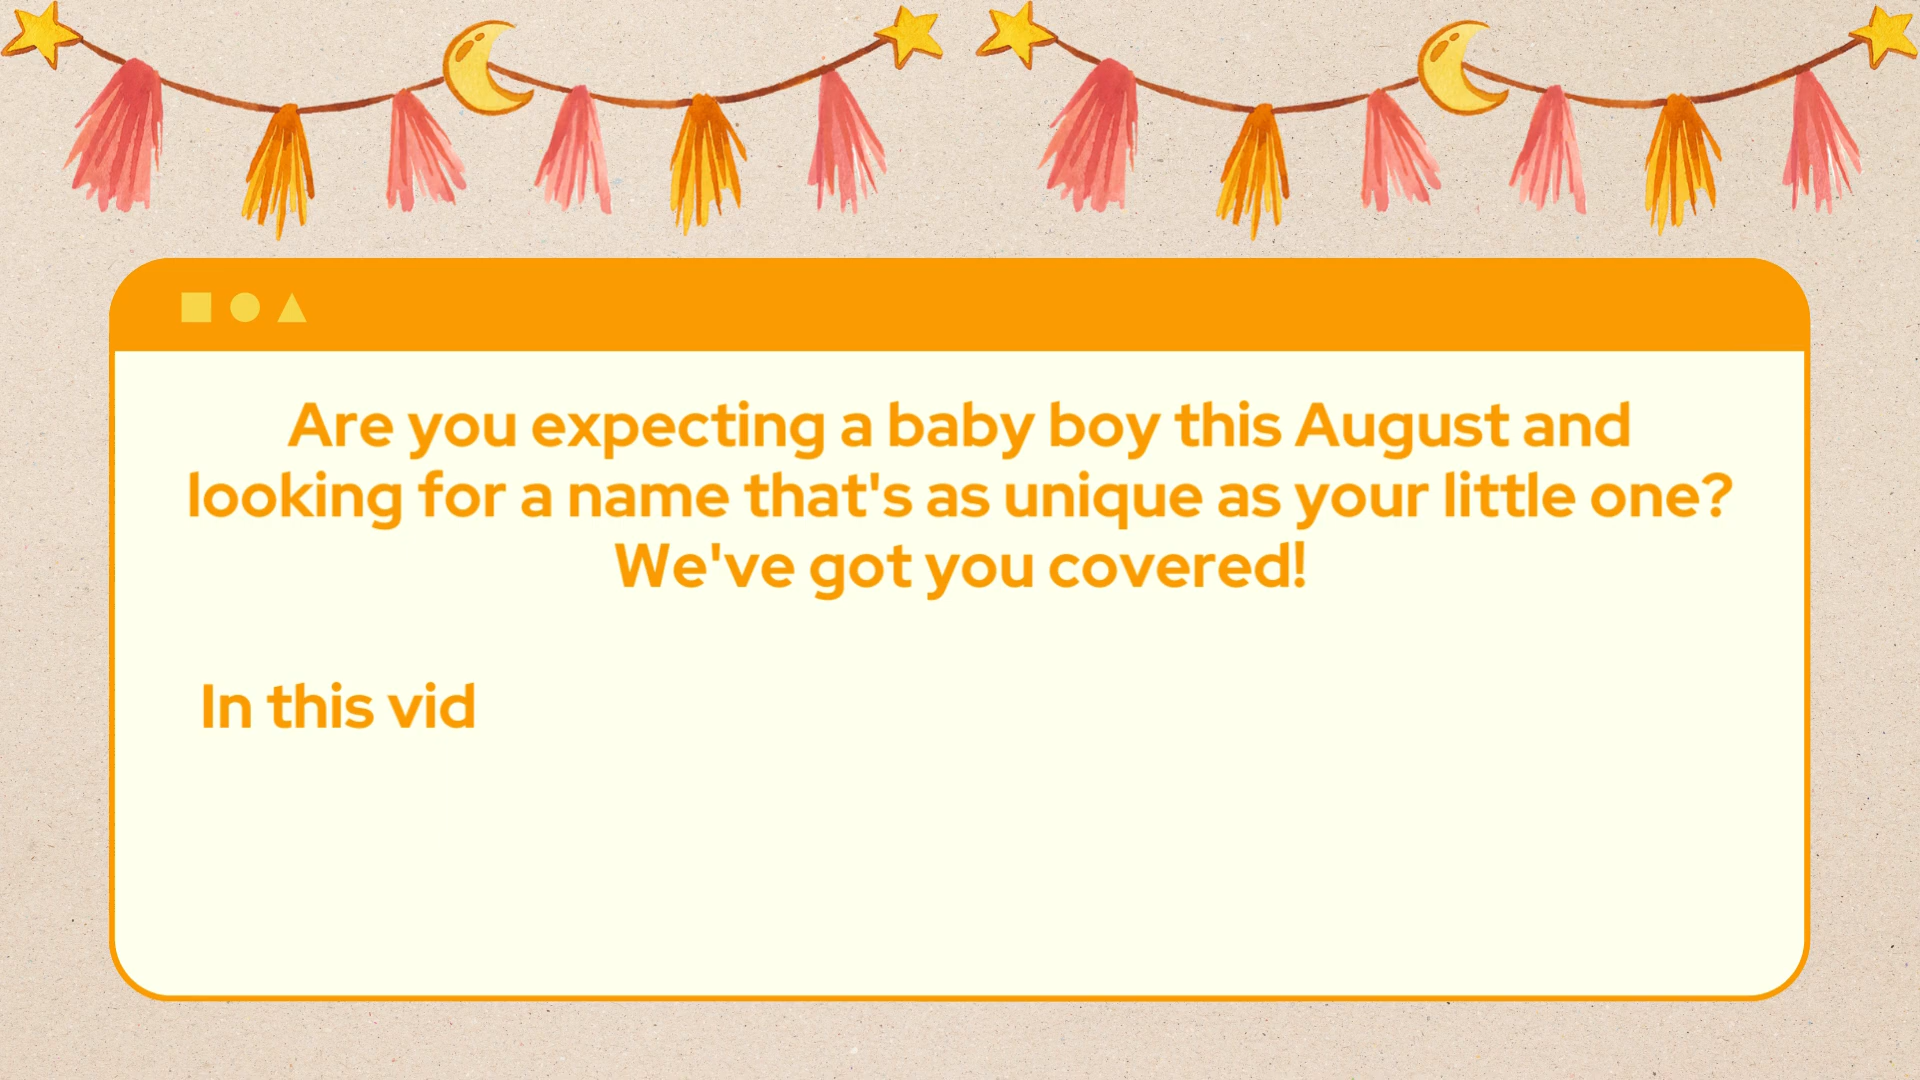 Are you expecting a baby boy this August and
looking for a name that's as unique as your little one?
We've got you covered!
In this vid